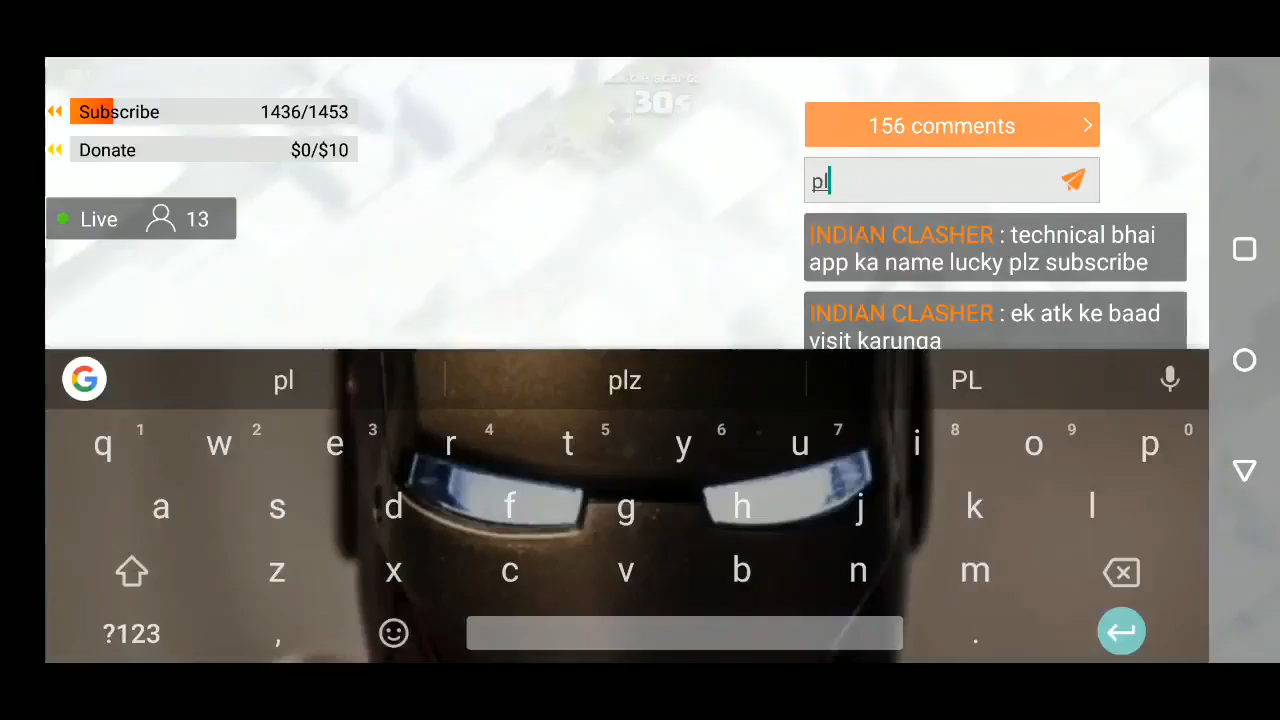 Subscribe 1436/1453
Donate $0/$10
Live 13
30s
156 comments
pl
INDIAN CLASHER : technical bhai
app ka name lucky plz subscribe
INDIAN CLASHER : ek atk ke baad
visit karunga
G pl plz PL
q 1 w 2 e 3 r 4 t 5 y 6 u 7 i 8 o 9 p 0
a s d f g h j k l
z x c v b n m
?123 , .